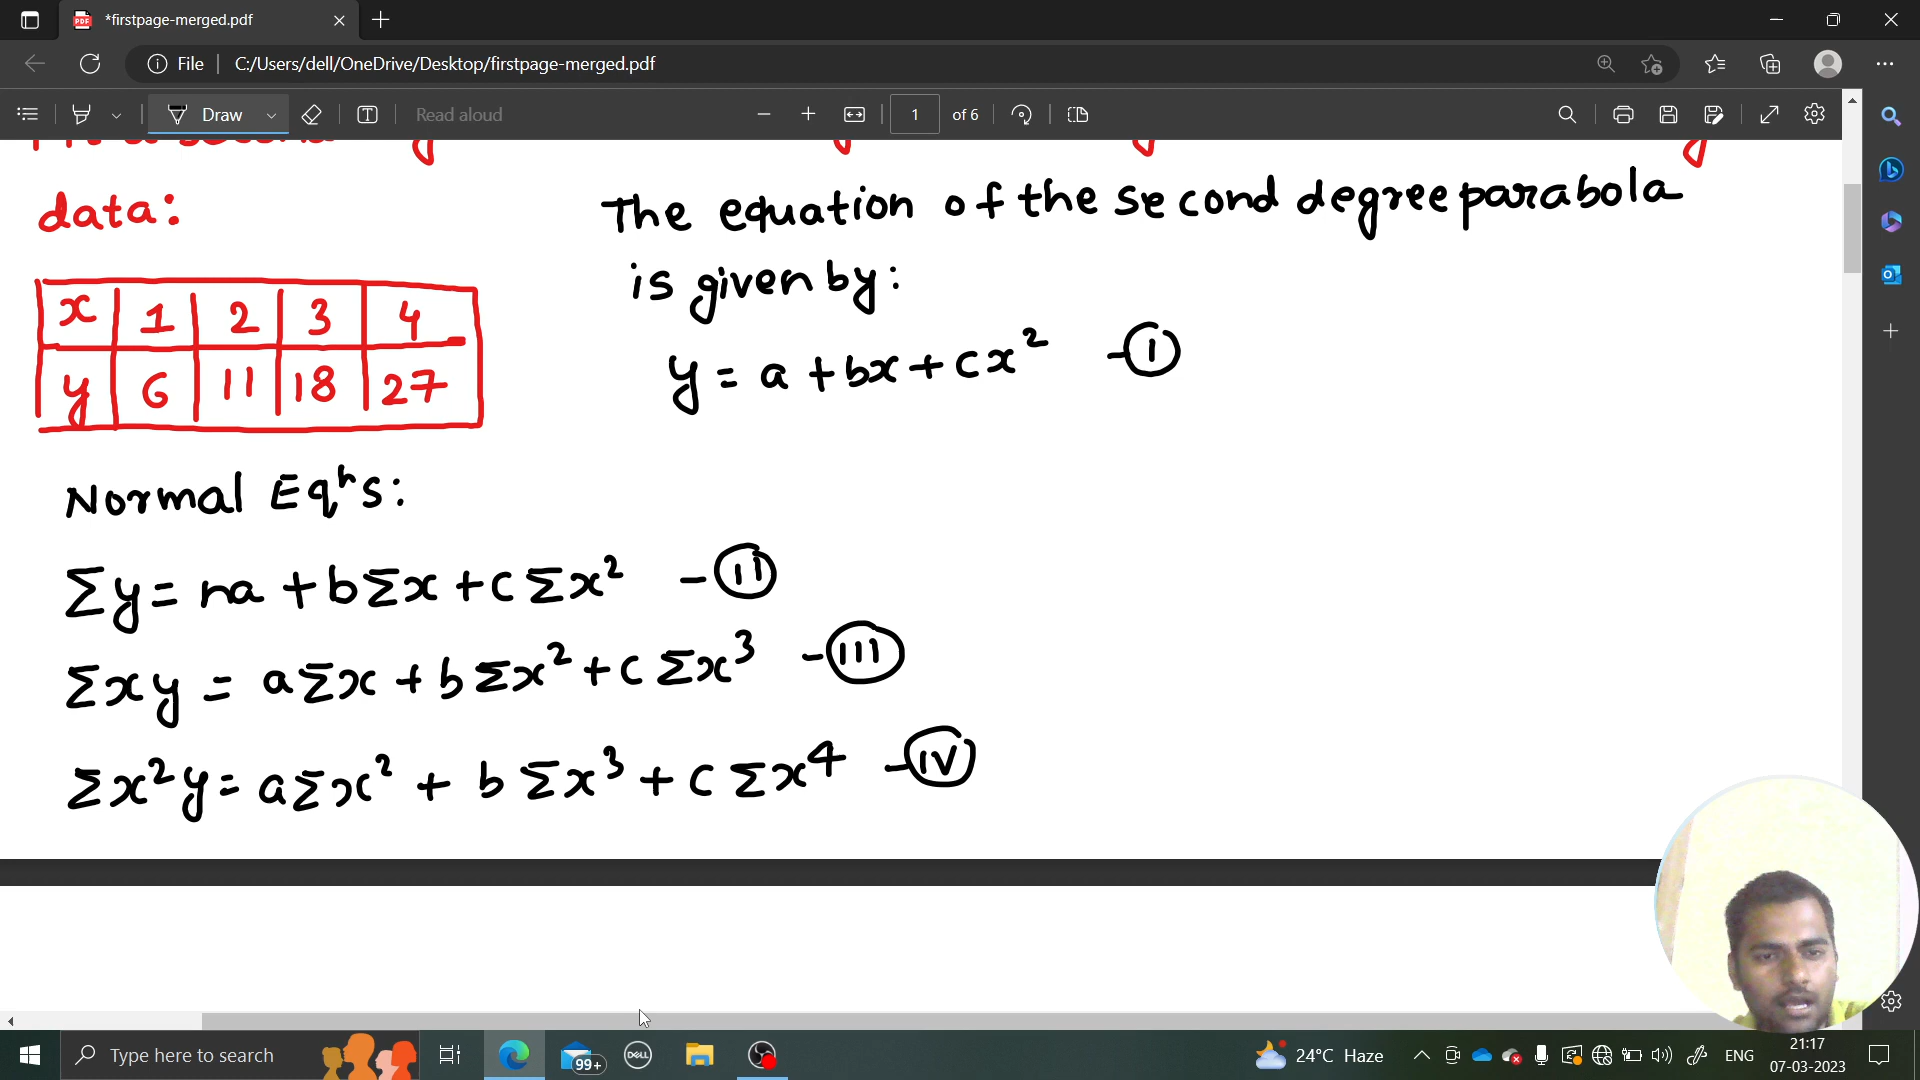 *firstpage-merged.pdf
File C:/Users/dell/OneDrive/Desktop/firstpage-merged.pdf
Draw Read aloud 1 of 6
data:
The equation of the second degree parabola
is given by:
x 1 2 3 4
y 6 11 18 27
y = a + bx + cx² - (I)
Normal Eqⁿs:
Σy = na + bΣx + cΣx² - (II)
Σxy = aΣx + bΣx² + cΣx³ - (III)
Σx²y = aΣx² + bΣx³ + cΣx⁴ - (IV)
Type here to search
99+
DELL
24°C Haze
ENG
21:17
07-03-2023